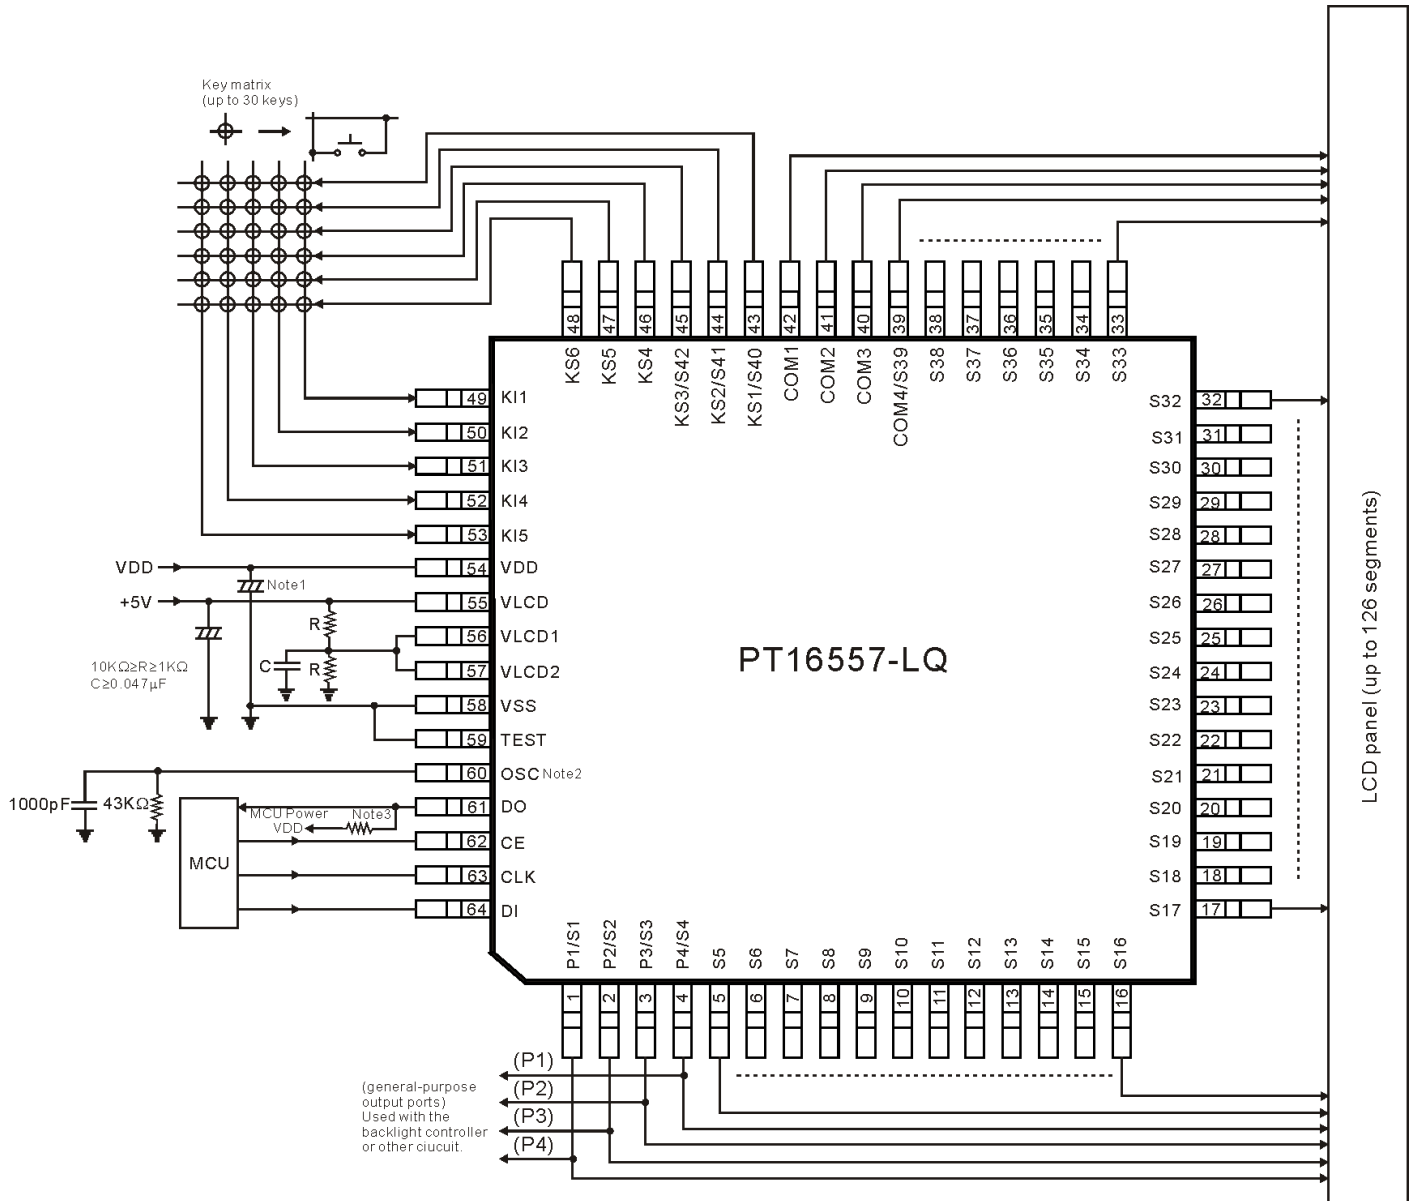 Key matrix
(up to 30 keys)
48 47 46 45 44 43 42 41 40 39 38 37 36 35 34 33
KS6 KS5 KS4 KS3/S42 KS2/S41 KS1/S40 COM1 COM2 COM3 COM4/S39 S38 S37 S36 S35 S34 S33
49 KI1
50 KI2
51 KI3
52 KI4
53 KI5
VDD 54 VDD
Note1
+5V 55 VLCD
R
56 VLCD1
C R
57 VLCD2
10KΩ≥R≥1KΩ
C≥0.047μF
58 VSS
59 TEST
60 OSC Note2
1000pF 43KΩ
61 DO
MCU Power
VDD
Note3
MCU
62 CE
63 CLK
64 DI
PT16557-LQ
S32 32
S31 31
S30 30
S29 29
S28 28
S27 27
S26 26
S25 25
S24 24
S23 23
S22 22
S21 21
S20 20
S19 19
S18 18
S17 17
LCD panel (up to 126 segments)
P1/S1 P2/S2 P3/S3 P4/S4 S5 S6 S7 S8 S9 S10 S11 S12 S13 S14 S15 S16
1 2 3 4 5 6 7 8 9 10 11 12 13 14 15 16
(P1)
(P2)
(P3)
(P4)
(general-purpose
output ports)
Used with the
backlight controller
or other ciucuit.